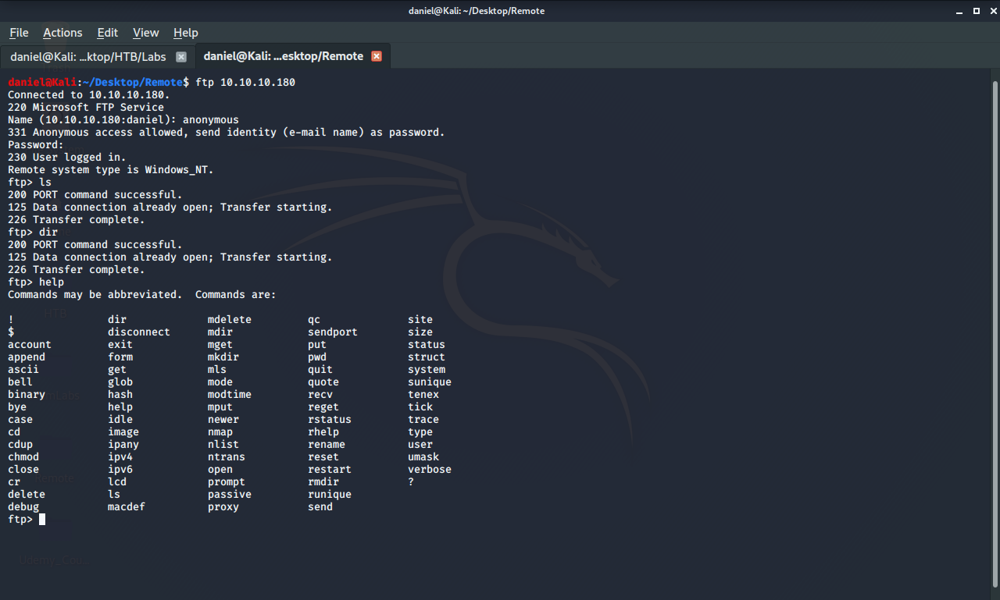 daniel@Kali: ~/Desktop/Remote
File Actions Edit View Help
daniel@Kali: ...ktop/HTB/Labs daniel@Kali: ...esktop/Remote
daniel@Kali:~/Desktop/Remote$ ftp 10.10.10.180
Connected to 10.10.10.180.
220 Microsoft FTP Service
Name (10.10.10.180:daniel): anonymous
331 Anonymous access allowed, send identity (e-mail name) as password.
Password:
230 User logged in.
Remote system type is Windows_NT.
ftp> ls
200 PORT command successful.
125 Data connection already open; Transfer starting.
226 Transfer complete.
ftp> dir
200 PORT command successful.
125 Data connection already open; Transfer starting.
226 Transfer complete.
ftp> help
Commands may be abbreviated.  Commands are:
HTB
! dir mdelete qc site
$ disconnect mdir sendport size
account exit mget put status
append form mkdir pwd struct
ascii get mls quit system
bell glob mode quote sunique
binary hash modtime recv tenex
bye help mput reget tick
case idle newer rstatus trace
cd image nmap rhelp type
cdup ipany nlist rename user
chmod ipv4 ntrans reset umask
close ipv6 open restart verbose
Remote
cr lcd prompt rmdir ?
delete ls passive runique
debug macdef proxy send
ftp>
Udemy_Cou...